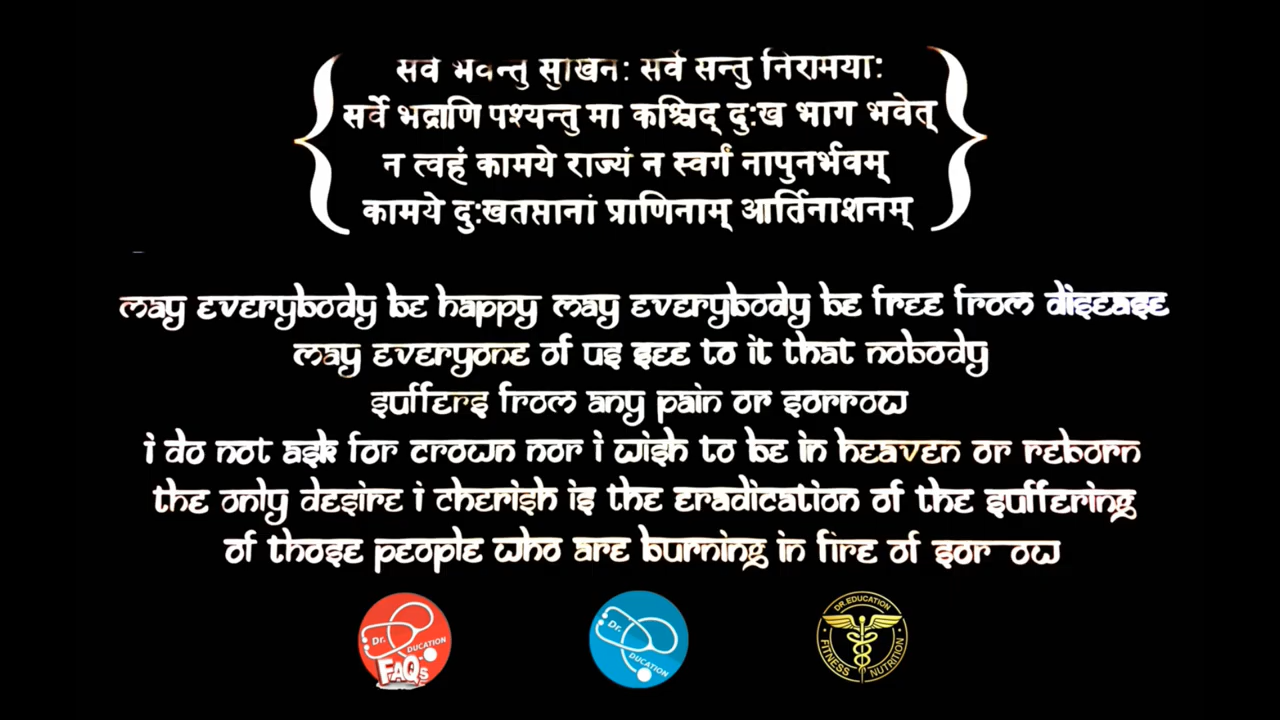 सर्वे भवन्तु सुखिन: सर्वे सन्तु निरामया:
सर्वे भद्राणि पश्यन्तु मा कश्चिद् दु:ख भाग भवेत्
न त्वहं कामये राज्यं न स्वर्गं नापुनर्भवम्
कामये दु:खतप्तानां प्राणिनाम् आर्तिनाशनम्
may everybody be happy may everybody be free from disease
may everyone of us see to it that nobody
suffers from any pain or sorrow
i do not ask for crown nor i wish to be in heaven or reborn
the only desire i cherish is the eradication of the suffering
of those people who are burning in fire of sor ow
Dr. DUCATION FAQs
Dr. DUCATION
DR.EDUCATION FITNESS NUTRITION